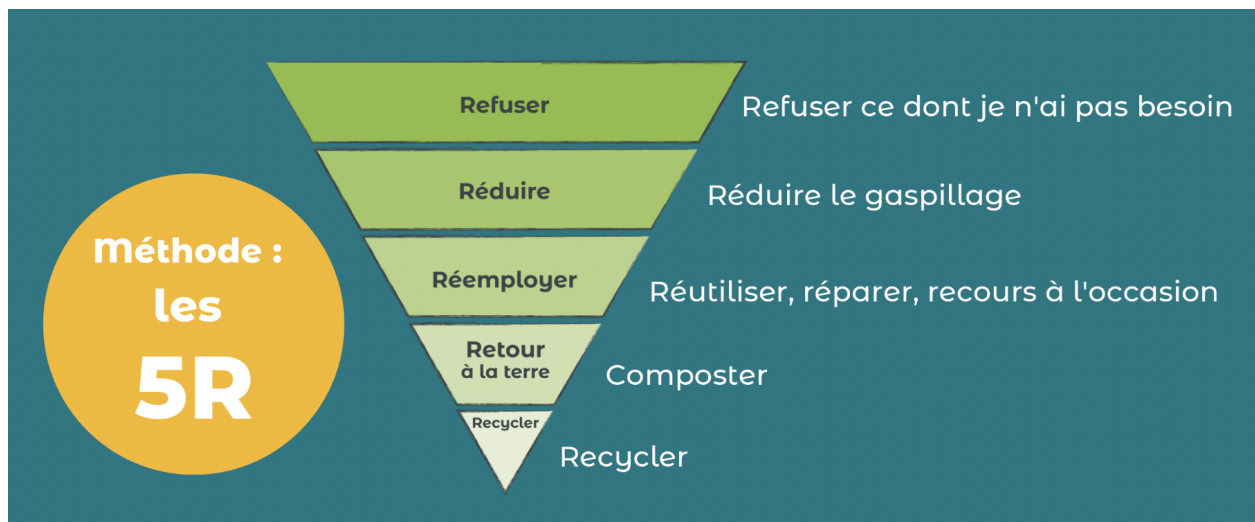 Méthode :
les
5R
Refuser
Refuser ce dont je n'ai pas besoin
Réduire
Réduire le gaspillage
Réemployer
Réutiliser, réparer, recours à l'occasion
Retour
à la terre
Composter
Recycler
Recycler